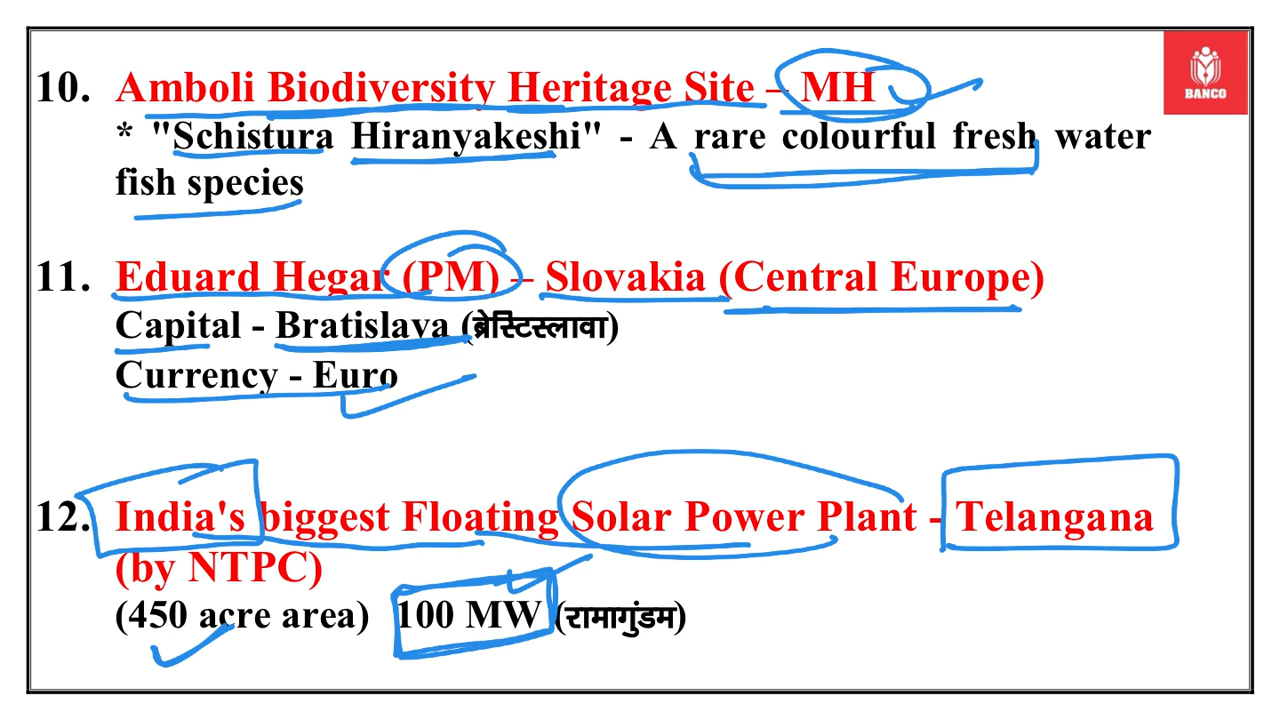 BANCO
10. Amboli Biodiversity Heritage Site – MH
* "Schistura Hiranyakeshi" - A rare colourful fresh water
fish species
11. Eduard Hegar (PM) – Slovakia (Central Europe)
Capital - Bratislava (ब्रेस्टिस्लावा)
Currency - Euro
12. India's biggest Floating Solar Power Plant - Telangana
(by NTPC)
(450 acre area) 100 MW (रामागुंडम)